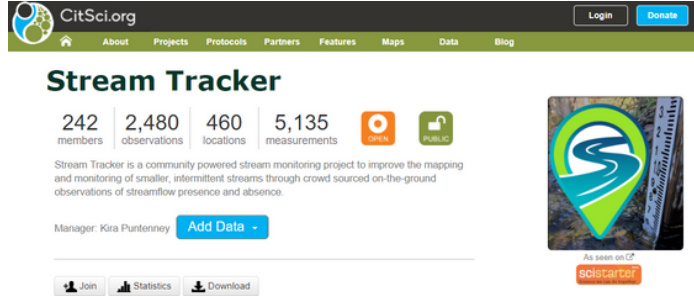 CitSci.org
Login
Donate
About Projects Protocols Partners Features Maps Data Blog
Stream Tracker
242 2,480 460 5,135
members observations locations measurements
OPEN PUBLIC
Stream Tracker is a community powered stream monitoring project to improve the mapping
and monitoring of smaller, intermittent streams through crowd sourced on-the-ground
observations of streamflow presence and absence.
Manager: Kira Puntenney
Add Data
As seen on
scistarter
Join Statistics Download